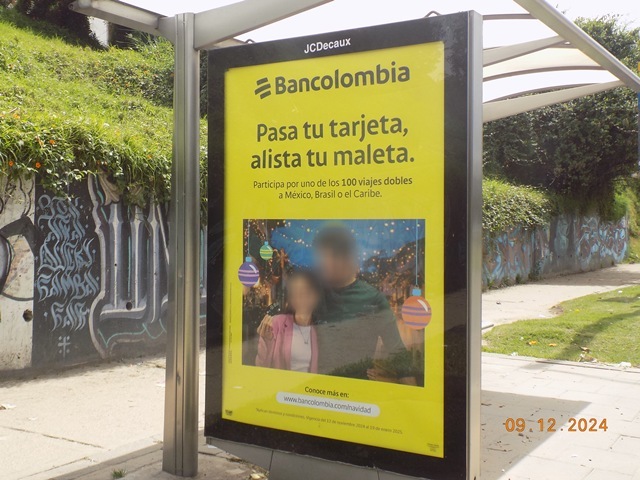 JCDecaux
Bancolombia
Pasa tu tarjeta,
alista tu maleta.
Participa por uno de los 100 viajes dobles
a México, Brasil o el Caribe.
Conoce más en:
www.bancolombia.com/navidad
09.12.2024